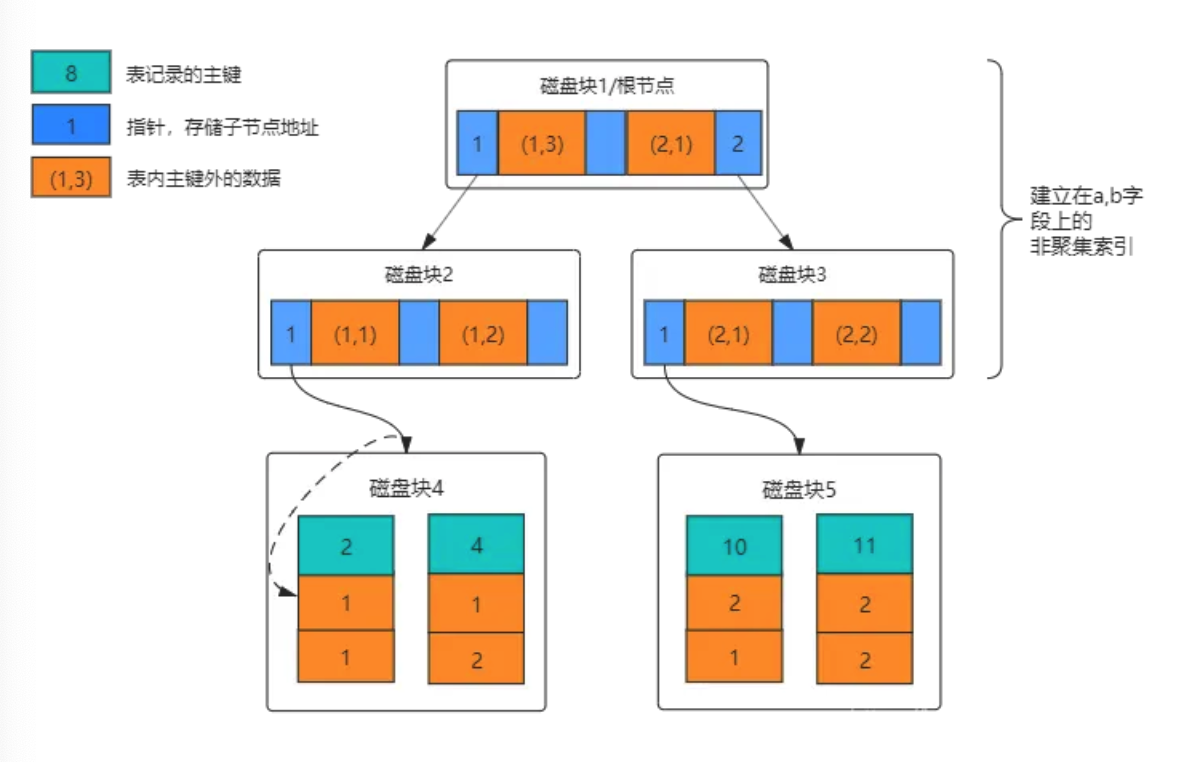 8 表记录的主键
1 指针，存储子节点地址
(1,3) 表内主键外的数据
磁盘块1/根节点
1 (1,3) (2,1) 2
建立在a,b字
段上的
非聚集索引
磁盘块2
1 (1,1) (1,2)
磁盘块3
1 (2,1) (2,2)
磁盘块4
2 4
1 1
1 2
磁盘块5
10 11
2 2
1 2